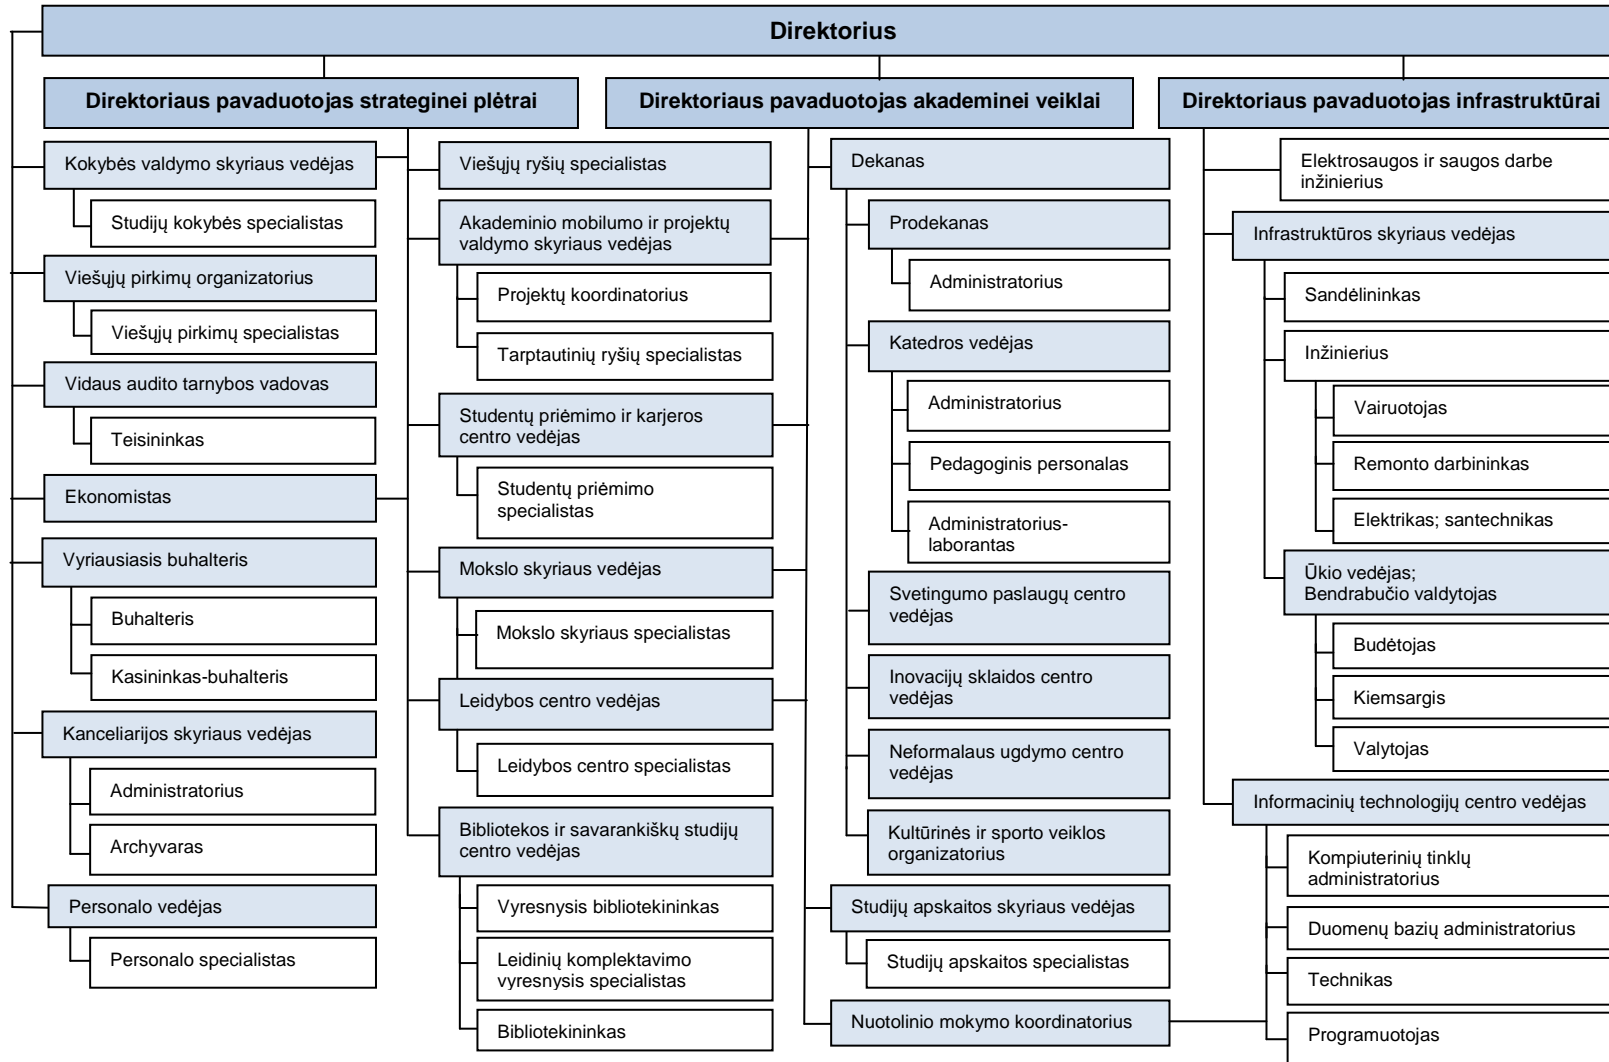 Direktorius
Direktoriaus pavaduotojas strateginei plėtrai
Direktoriaus pavaduotojas akademinei veiklai
Direktoriaus pavaduotojas infrastruktūrai
Kokybės valdymo skyriaus vedėjas
Studijų kokybės specialistas
Viešųjų pirkimų organizatorius
Viešųjų pirkimų specialistas
Vidaus audito tarnybos vadovas
Teisininkas
Ekonomistas
Vyriausiasis buhalteris
Buhalteris
Kasininkas-buhalteris
Kanceliarijos skyriaus vedėjas
Administratorius
Archyvaras
Personalo vedėjas
Personalo specialistas
Viešųjų ryšių specialistas
Akademinio mobilumo ir projektų
valdymo skyriaus vedėjas
Projektų koordinatorius
Tarptautinių ryšių specialistas
Studentų priėmimo ir karjeros
centro vedėjas
Studentų priėmimo
specialistas
Mokslo skyriaus vedėjas
Mokslo skyriaus specialistas
Leidybos centro vedėjas
Leidybos centro specialistas
Bibliotekos ir savarankiškų studijų
centro vedėjas
Vyresnysis bibliotekininkas
Leidinių komplektavimo
vyresnysis specialistas
Bibliotekininkas
Dekanas
Prodekanas
Administratorius
Katedros vedėjas
Administratorius
Pedagoginis personalas
Administratorius-
laborantas
Svetingumo paslaugų centro
vedėjas
Inovacijų sklaidos centro
vedėjas
Neformalaus ugdymo centro
vedėjas
Kultūrinės ir sporto veiklos
organizatorius
Studijų apskaitos skyriaus vedėjas
Studijų apskaitos specialistas
Nuotolinio mokymo koordinatorius
Elektrosaugos ir saugos darbe
inžinierius
Infrastruktūros skyriaus vedėjas
Sandėlininkas
Inžinierius
Vairuotojas
Remonto darbininkas
Elektrikas; santechnikas
Ūkio vedėjas;
Bendrabučio valdytojas
Budėtojas
Kiemsargis
Valytojas
Informacinių technologijų centro vedėjas
Kompiuterinių tinklų
administratorius
Duomenų bazių administratorius
Technikas
Programuotojas